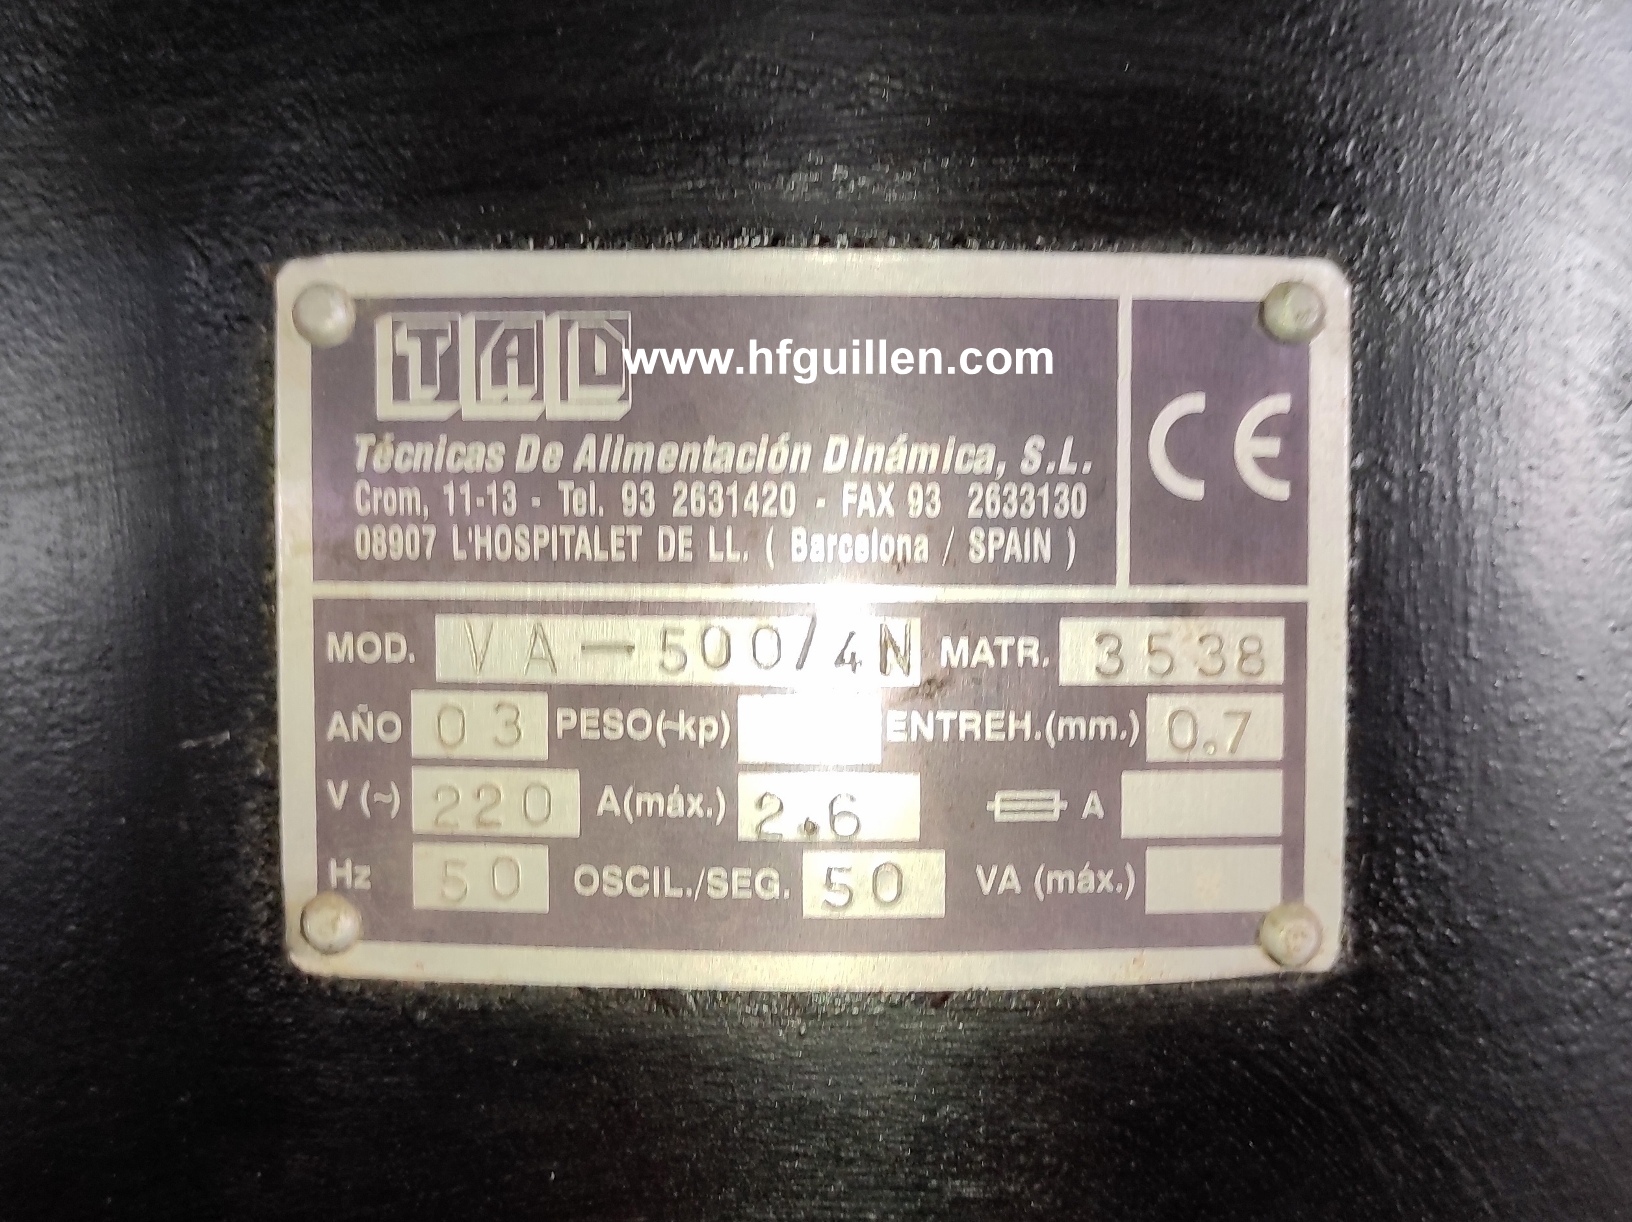 TAD www.hfguillen.com
Técnicas De Alimentación Dinámica, S.L.
Crom, 11-13 - Tel. 93 2631420 - FAX 93 2633130
08907 L'HOSPITALET DE LL. ( Barcelona / SPAIN )
CE
MOD. VA-500/4N MATR. 3538
AÑO 03 PESO(~kp) ENTREH.(mm.) 0.7
V (~) 220 A(máx.) 2.6 A
Hz 50 OSCIL./SEG. 50 VA (máx.)